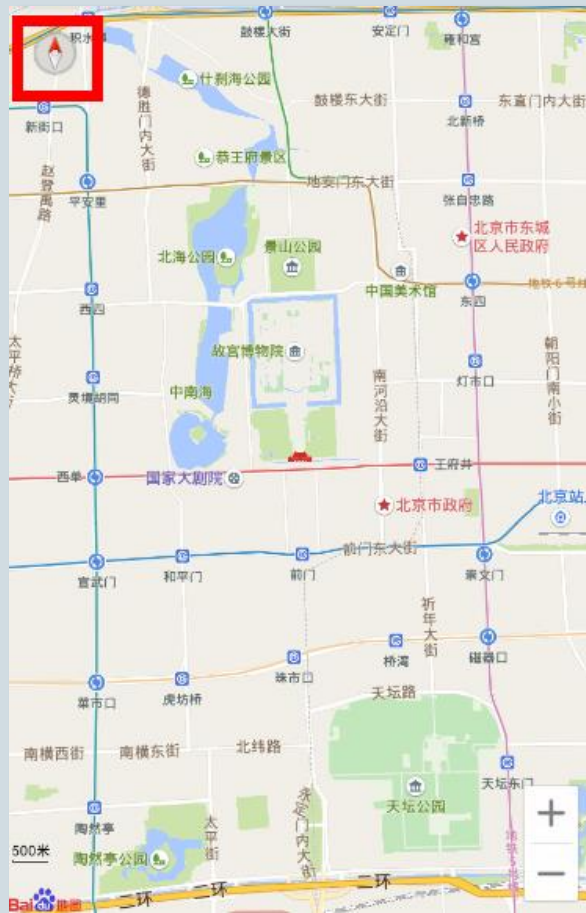 积水潭
鼓楼大街
安定门
雍和宫
什刹海公园
德胜门内大街
鼓楼东大街
东直门内大街
新街口
北新桥
赵登禹路
恭王府景区
地安门东大街
平安里
张自忠路
北京市东城
区人民政府
北海公园
景山公园
中国美术馆
地铁6号线
西四
东四
太平桥大街
故宫博物院
朝阳门南小街
灵境胡同
中南海
南河沿大街
灯市口
西单
国家大剧院
王府井
北京市政府
北京站
前门东大街
宣武门
和平门
前门
崇文门
祈年大街
珠市口
桥湾
磁器口
菜市口
虎坊桥
天坛路
南横西街
南横东街
北纬路
天坛东门
永定门内大街
天坛公园
陶然亭
太平街
地铁5号线
500米
陶然亭公园
二环
二环
二环
Bai du 地图